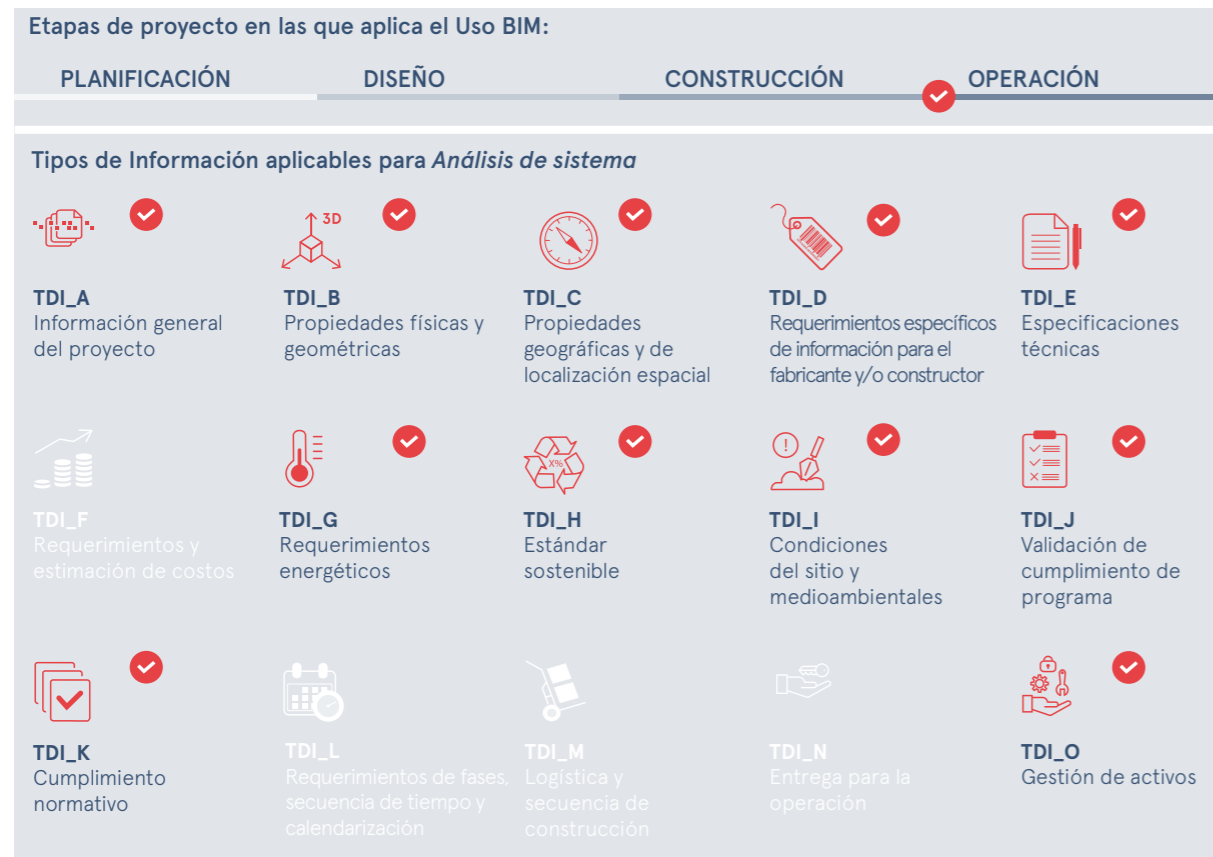 Etapas de proyecto en las que aplica el Uso BIM:
PLANIFICACIÓN DISEÑO CONSTRUCCIÓN OPERACIÓN
Tipos de Información aplicables para Análisis de sistema
3D
TDI_A
Información general
del proyecto
TDI_B
Propiedades físicas y
geométricas
TDI_C
Propiedades
geográficas y de
localización espacial
TDI_D
Requerimientos específicos
de información para el
fabricante y/o constructor
TDI_E
Especificaciones
técnicas
TDI_F
Requerimientos y
estimación de costos
TDI_G
Requerimientos
energéticos
X%
TDI_H
Estándar
sostenible
!
TDI_I
Condiciones
del sitio y
medioambientales
TDI_J
Validación de
cumplimiento de
programa
TDI_K
Cumplimiento
normativo
TDI_L
Requerimientos de fases,
secuencia de tiempo y
calendarización
TDI_M
Logística y
secuencia de
construcción
TDI_N
Entrega para la
operación
TDI_O
Gestión de activos